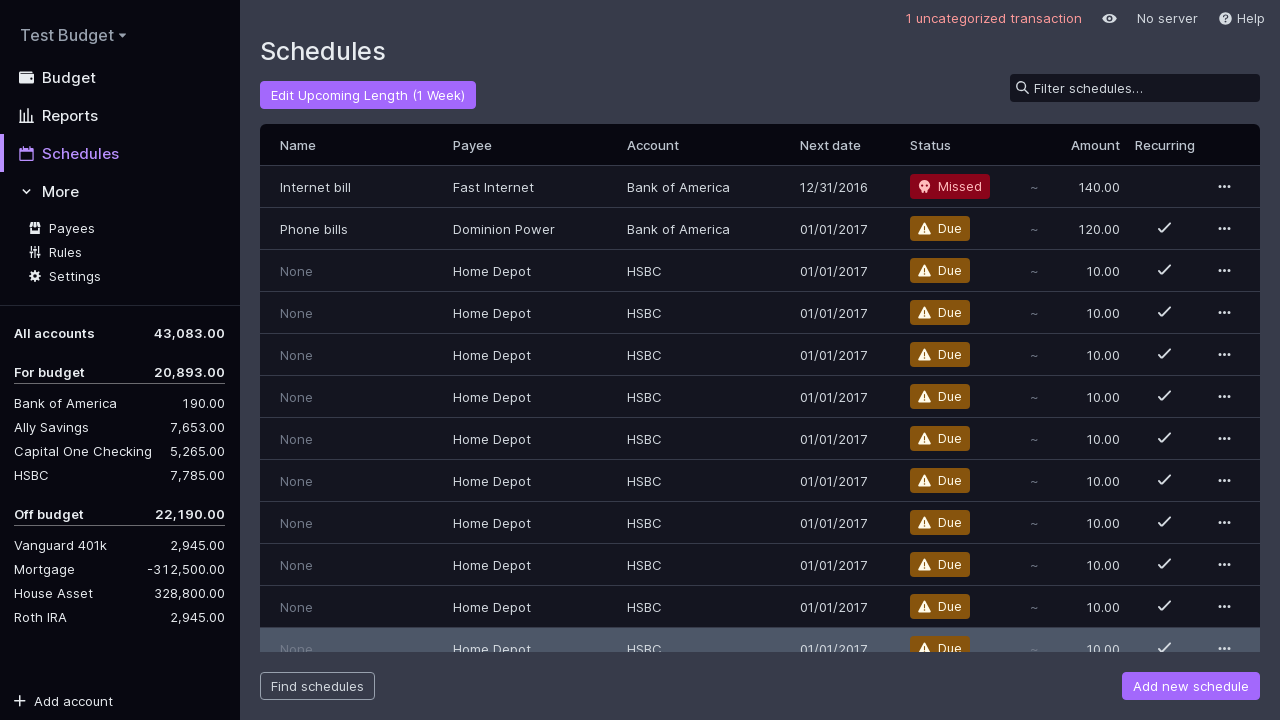 Test Budget
Budget
Reports
Schedules
More
Payees
Rules
Settings
All accounts 43,083.00
For budget 20,893.00
Bank of America 190.00
Ally Savings 7,653.00
Capital One Checking 5,265.00
HSBC 7,785.00
Off budget 22,190.00
Vanguard 401k 2,945.00
Mortgage -312,500.00
House Asset 328,800.00
Roth IRA 2,945.00
Add account
1 uncategorized transaction No server Help
Schedules
Edit Upcoming Length (1 Week)
Filter schedules…
Name Payee Account Next date Status Amount Recurring
Internet bill Fast Internet Bank of America 12/31/2016 Missed ~ 140.00
Phone bills Dominion Power Bank of America 01/01/2017 Due ~ 120.00
None Home Depot HSBC 01/01/2017 Due ~ 10.00
None Home Depot HSBC 01/01/2017 Due ~ 10.00
None Home Depot HSBC 01/01/2017 Due ~ 10.00
None Home Depot HSBC 01/01/2017 Due ~ 10.00
None Home Depot HSBC 01/01/2017 Due ~ 10.00
None Home Depot HSBC 01/01/2017 Due ~ 10.00
None Home Depot HSBC 01/01/2017 Due ~ 10.00
None Home Depot HSBC 01/01/2017 Due ~ 10.00
None Home Depot HSBC 01/01/2017 Due ~ 10.00
None Home Depot HSBC 01/01/2017 Due ~ 10.00
Find schedules
Add new schedule